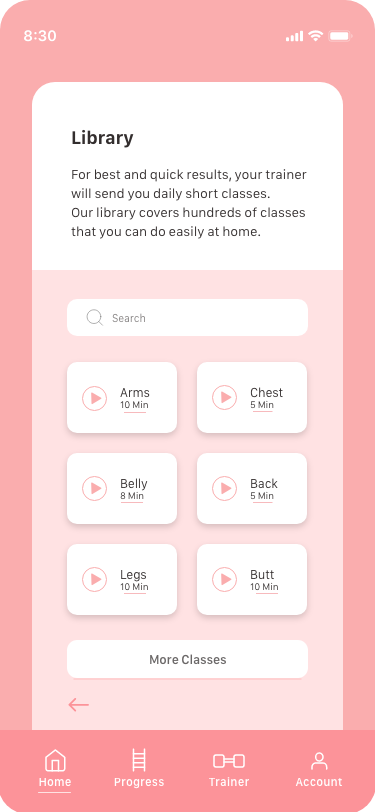 8:30
Library
For best and quick results, your trainer
will send you daily short classes.
Our library covers hundreds of classes
that you can do easily at home.
Search
Arms
10 Min
Chest
5 Min
Belly
8 Min
Back
5 Min
Legs
10 Min
Butt
10 Min
More Classes
Home
Progress
Trainer
Account